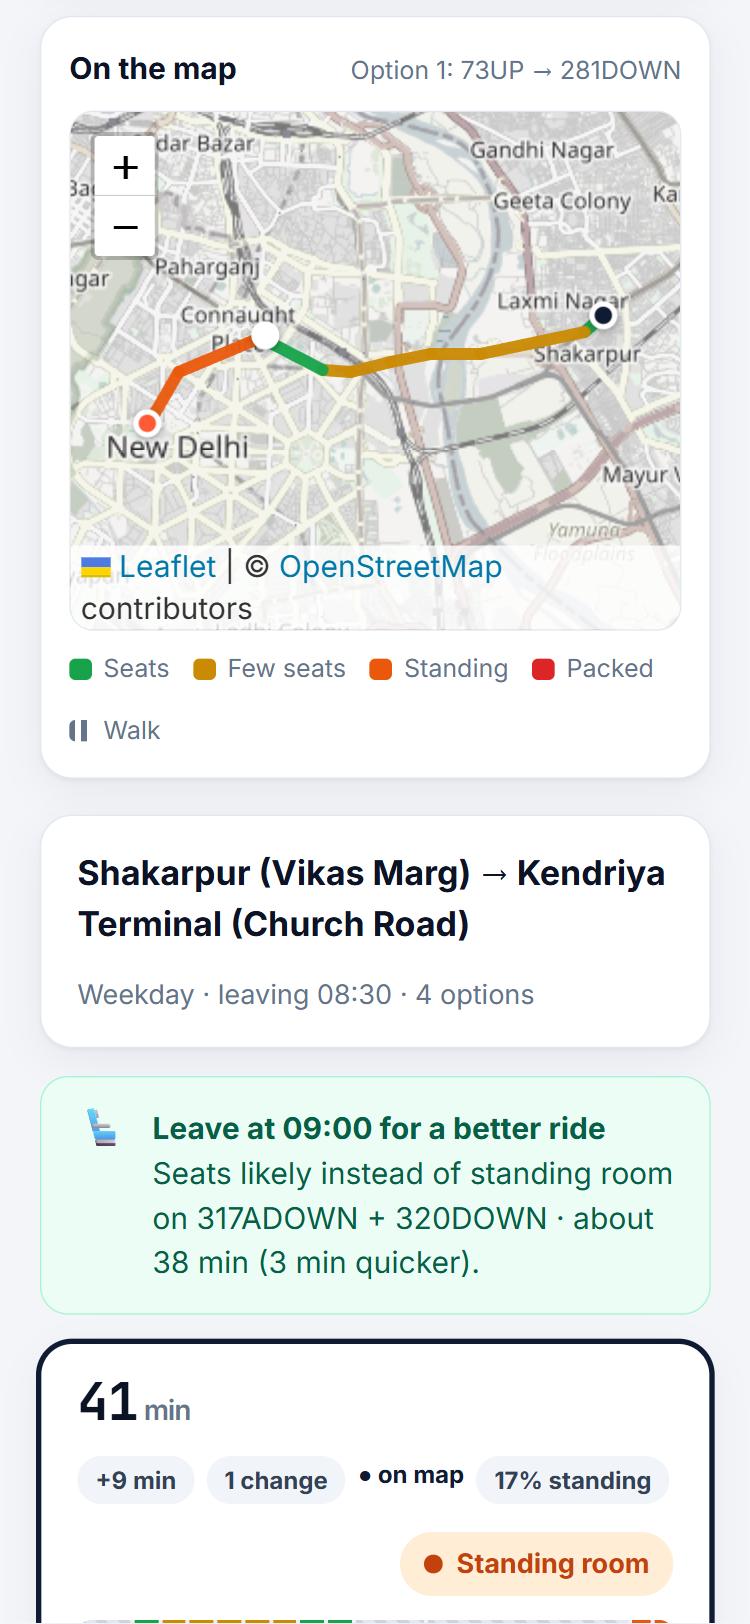 On the map
Option 1: 73UP → 281DOWN
+
−
dar Bazar
Gandhi Nagar
Geeta Colony
Paharganj
Connaught
Laxmi Nagar
Shakarpur
New Delhi
Mayur
Yamuna
Floodplains
Leaflet | © OpenStreetMap
contributors
Seats
Few seats
Standing
Packed
Walk
Shakarpur (Vikas Marg) → Kendriya
Terminal (Church Road)
Weekday · leaving 08:30 · 4 options
Leave at 09:00 for a better ride
Seats likely instead of standing room
on 317ADOWN + 320DOWN · about
38 min (3 min quicker).
41 min
+9 min
1 change
• on map
17% standing
Standing room